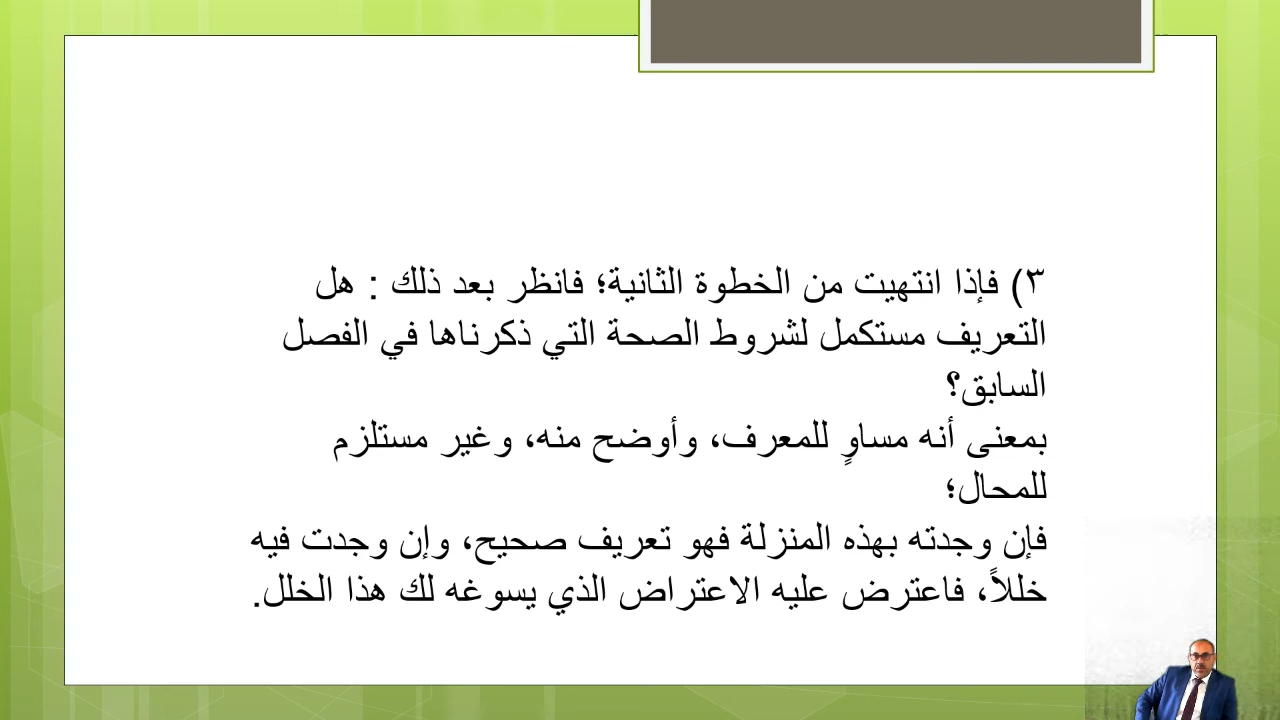 ٣) فإذا انتهيت من الخطوة الثانية؛ فانظر بعد ذلك : هل
التعريف مستكمل لشروط الصحة التي ذكرناها في الفصل
السابق؟
بمعنى أنه مساوٍ للمعرف، وأوضح منه، وغير مستلزم
للمحال؛
فإن وجدته بهذه المنزلة فهو تعريف صحيح، وإن وجدت فيه
خللاً، فاعترض عليه الاعتراض الذي يسوغه لك هذا الخلل.